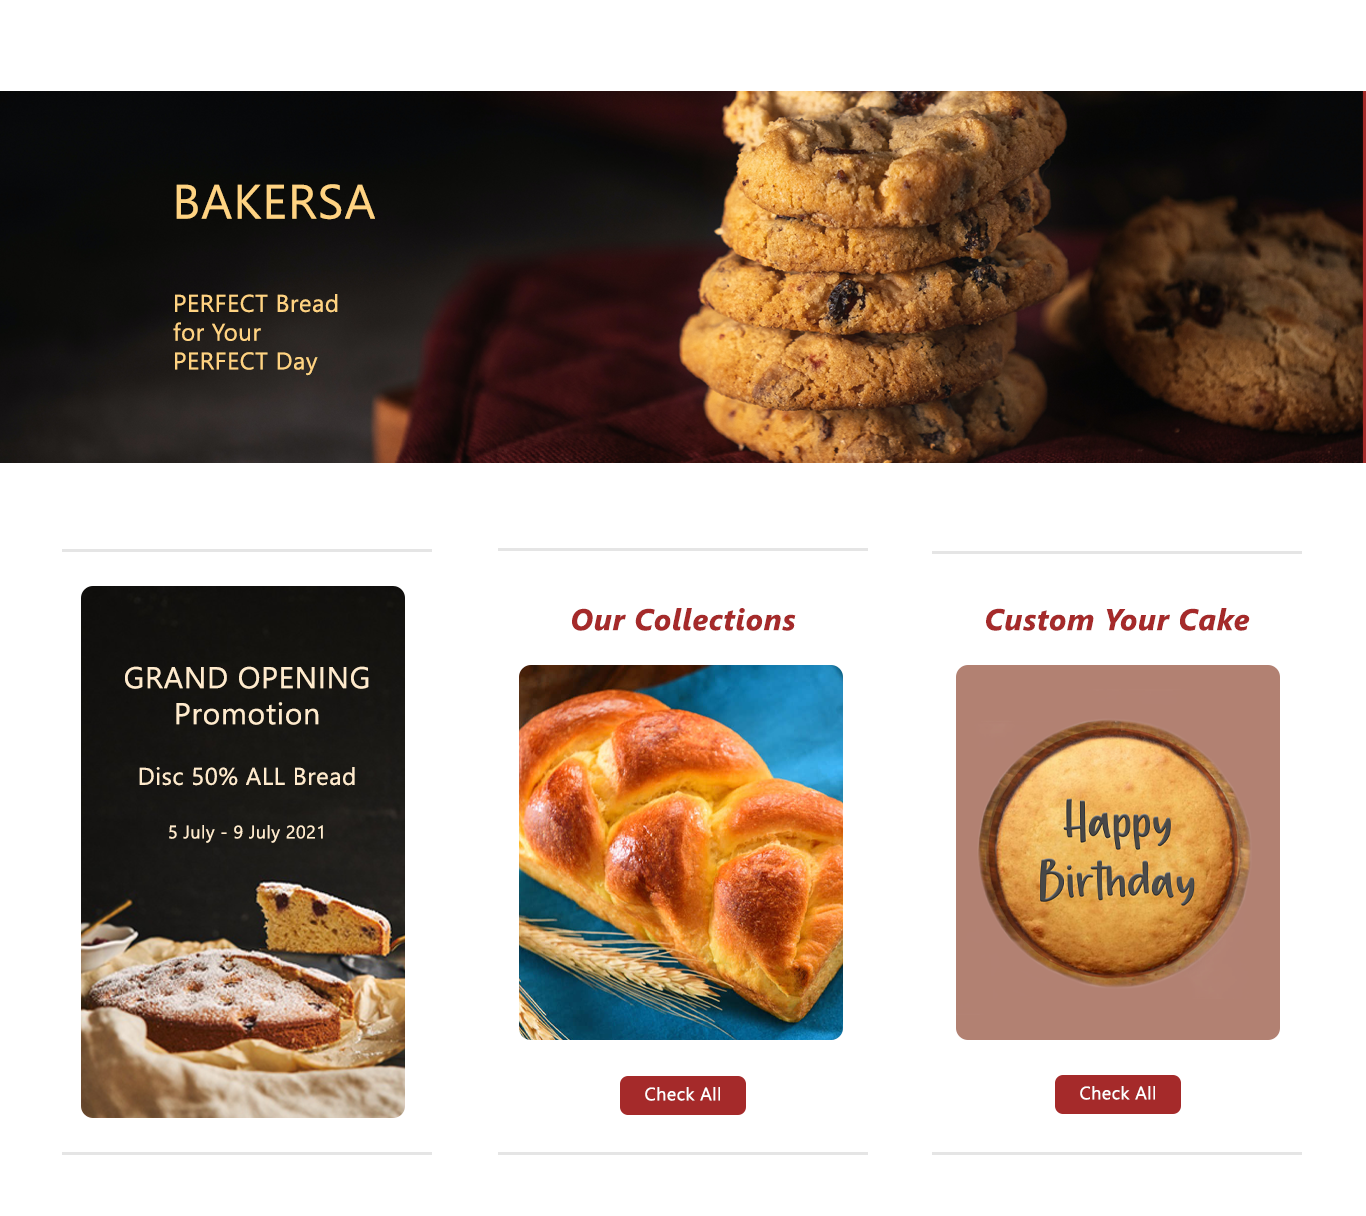 BAKERSA
PERFECT Bread
for Your
PERFECT Day
GRAND OPENING
Promotion
Disc 50% ALL Bread
5 July - 9 July 2021
Our Collections
Check All
Custom Your Cake
Happy
Birthday
Check All